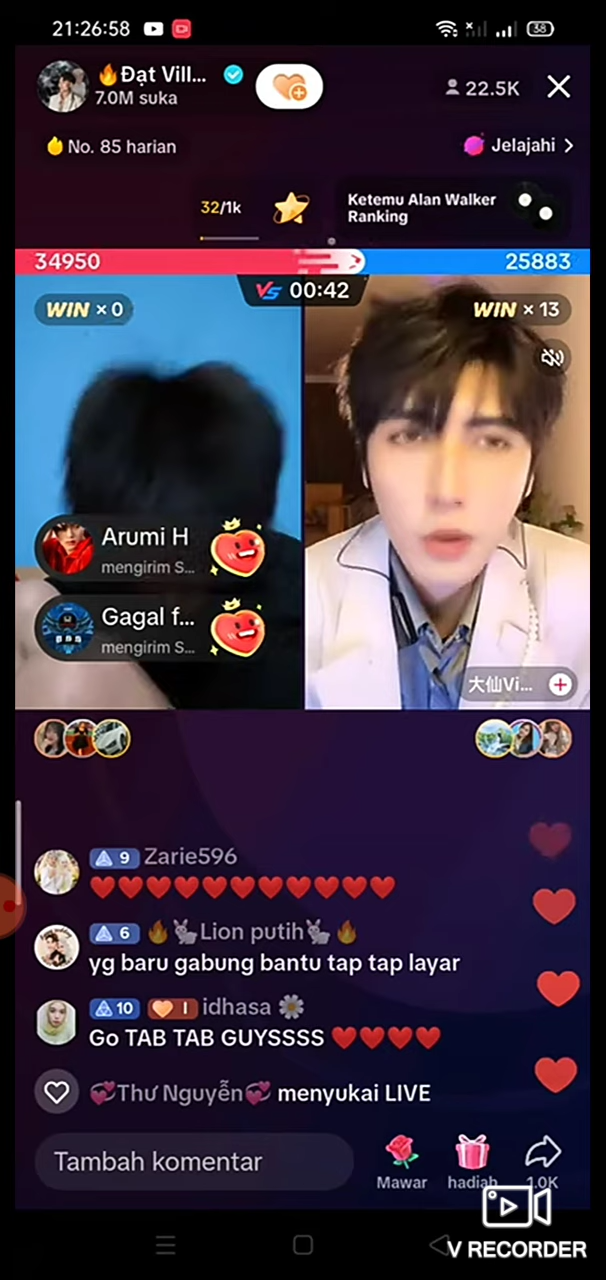 21:26:58
38
🔥Đạt Vill...
7.0M suka
22.5K
No. 85 harian
Jelajahi
32/1k
Ketemu Alan Walker
Ranking
34950
25883
VS 00:42
WIN × 0
WIN × 13
Arumi H
mengirim S...
Gagal f...
mengirim S...
大仙Vi...
9 Zarie596
❤️❤️❤️❤️❤️❤️❤️❤️❤️❤️❤️
6 🔥🐇Lion putih🐇🔥
yg baru gabung bantu tap tap layar
10 I idhasa 🌼
Go TAB TAB GUYSSSS ❤️❤️❤️❤️
💞Thư Nguyễn💞 menyukai LIVE
Tambah komentar
Mawar
hadiah
1.0K
V RECORDER